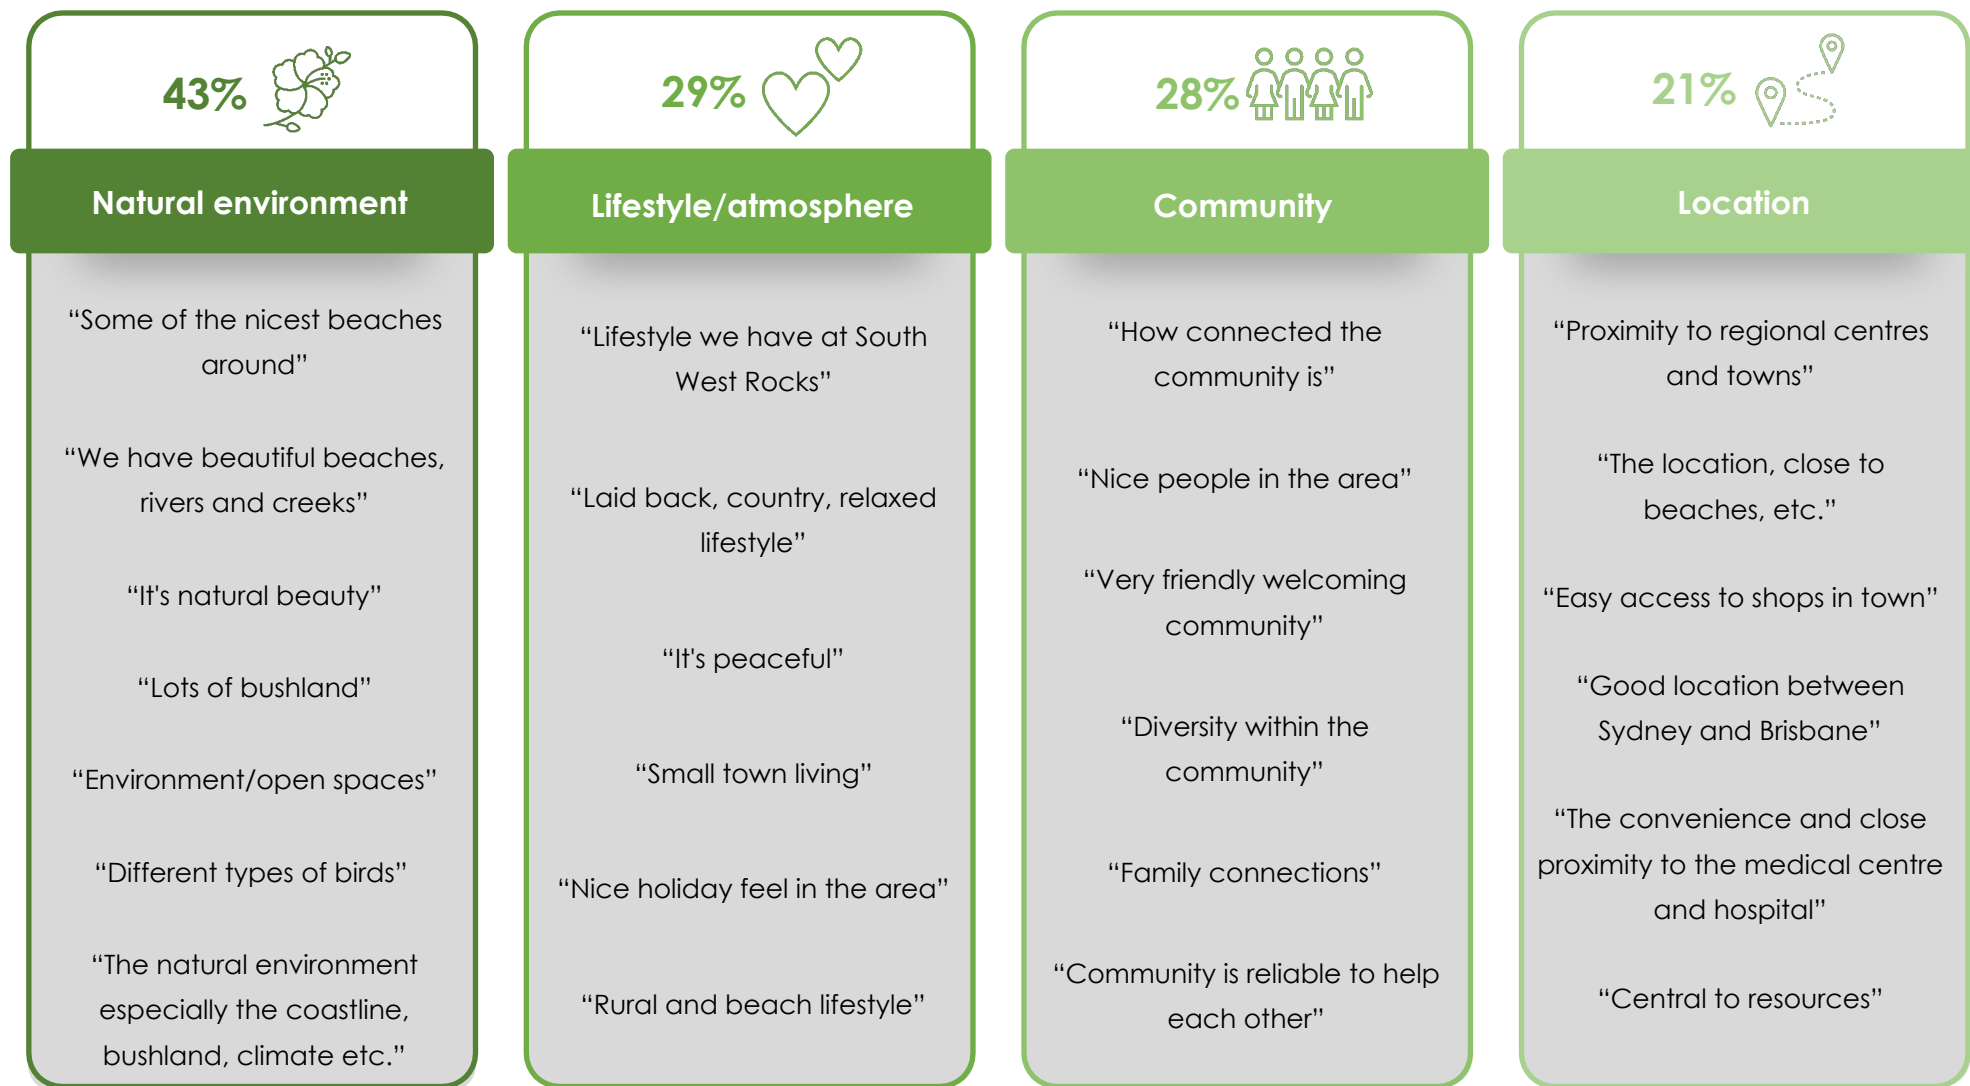 43%
Natural environment
“Some of the nicest beaches
around”
“We have beautiful beaches,
rivers and creeks”
“It's natural beauty”
“Lots of bushland”
“Environment/open spaces”
“Different types of birds”
“The natural environment
especially the coastline,
bushland, climate etc.”
29%
Lifestyle/atmosphere
“Lifestyle we have at South
West Rocks”
“Laid back, country, relaxed
lifestyle”
“It's peaceful”
“Small town living”
“Nice holiday feel in the area”
“Rural and beach lifestyle”
28%
Community
“How connected the
community is”
“Nice people in the area”
“Very friendly welcoming
community”
“Diversity within the
community”
“Family connections”
“Community is reliable to help
each other”
21%
Location
“Proximity to regional centres
and towns”
“The location, close to
beaches, etc.”
“Easy access to shops in town”
“Good location between
Sydney and Brisbane”
“The convenience and close
proximity to the medical centre
and hospital”
“Central to resources”